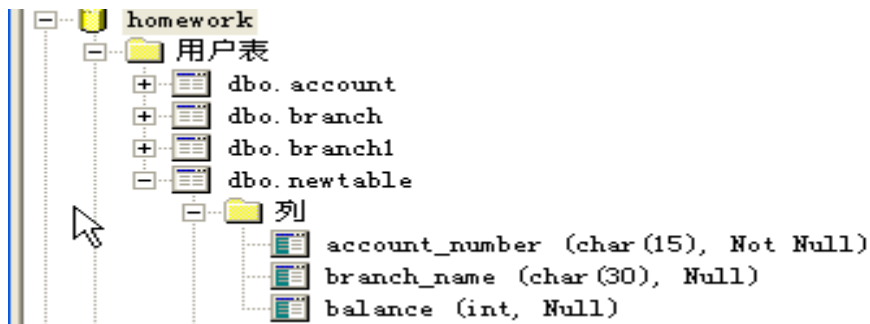 homework
用户表
dbo.account
dbo.branch
dbo.branch1
dbo.newtable
列
account_number (char(15), Not Null)
branch_name (char(30), Null)
balance (int, Null)